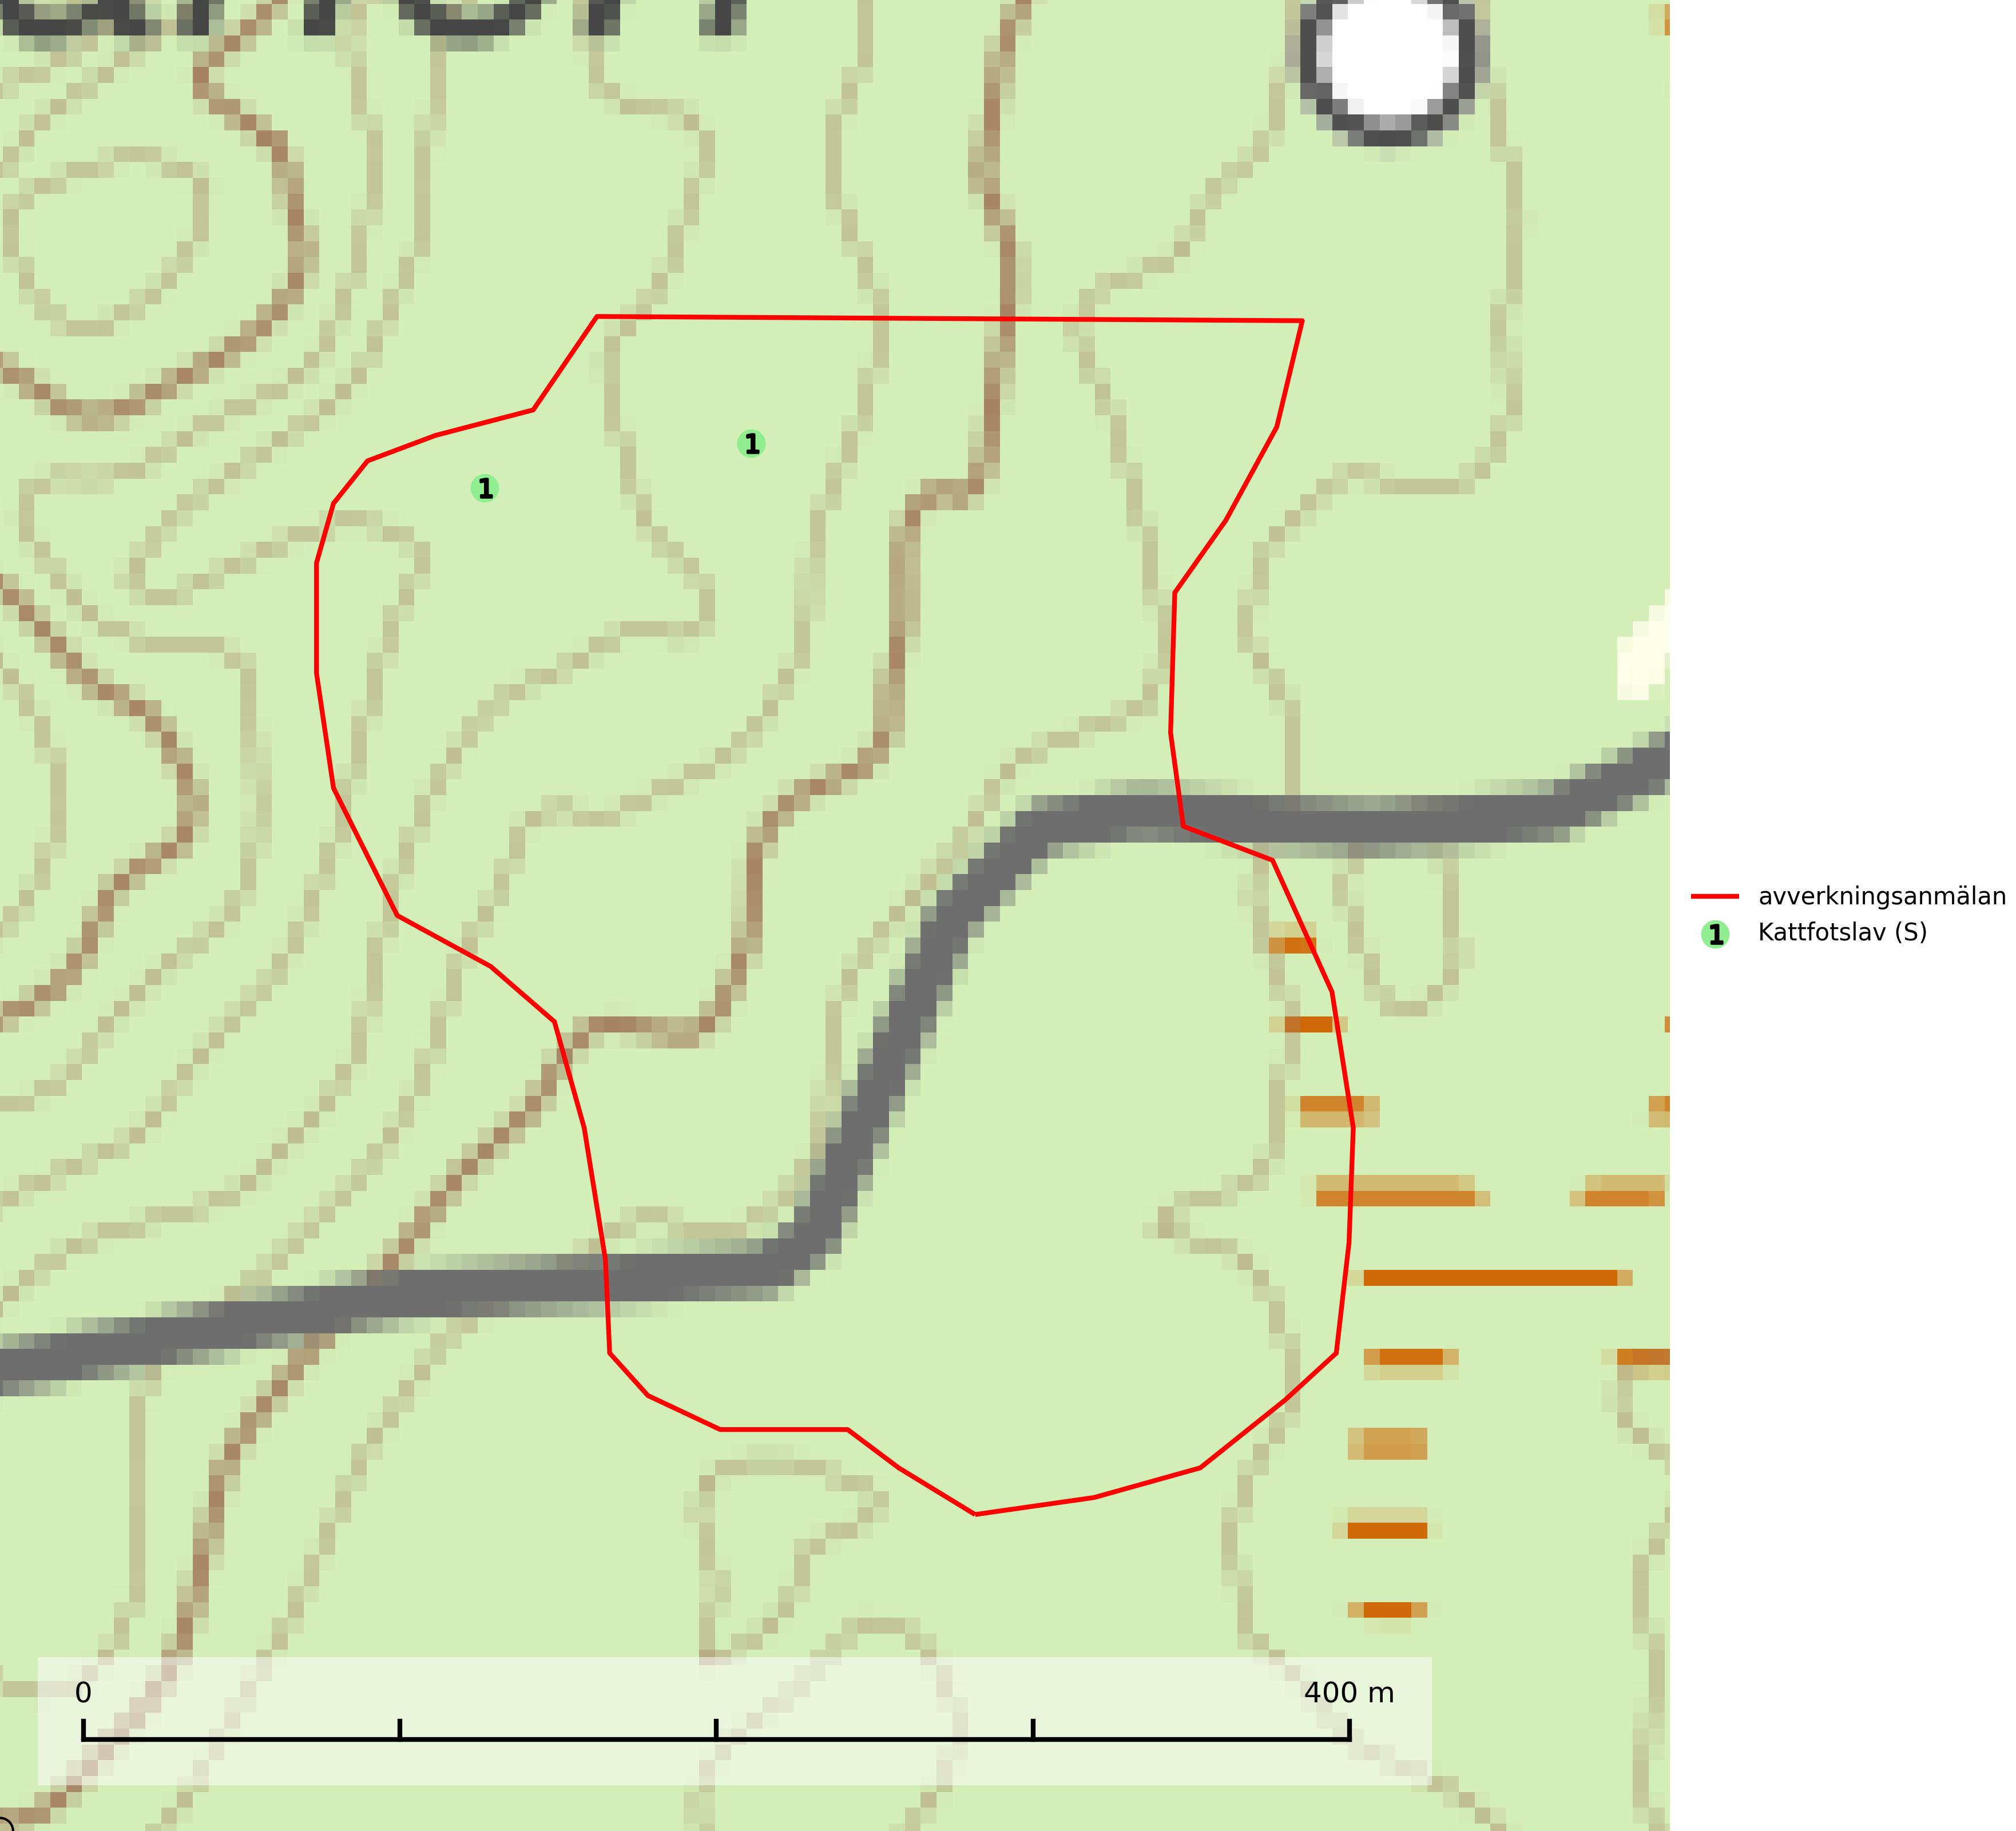 1
1
avverkningsanmälan
1 Kattfotslav (S)
0 400 m